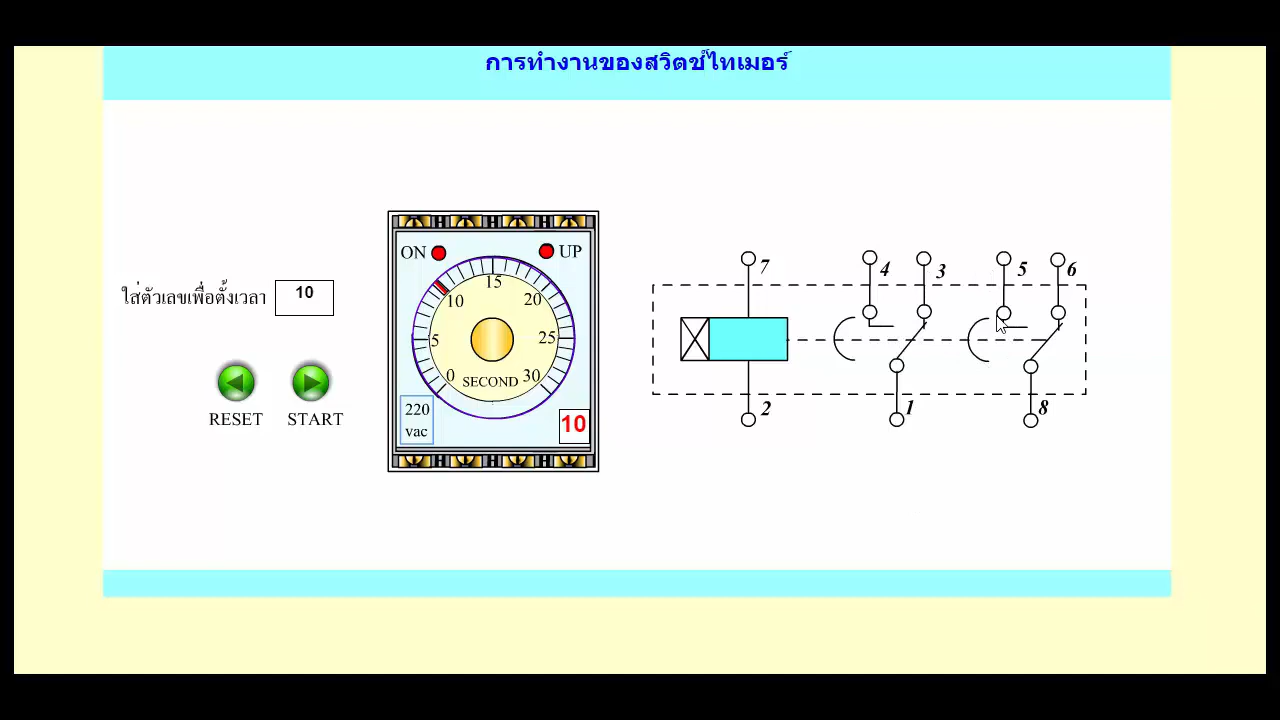 การทำงานของสวิตช์ไทเมอร์
ใส่ตัวเลขเพื่อตั้งเวลา 10
RESET START
ON UP
0 5 10 15 20 25 30
SECOND
220
vac
10
7 4 3 5 6
2 1 8